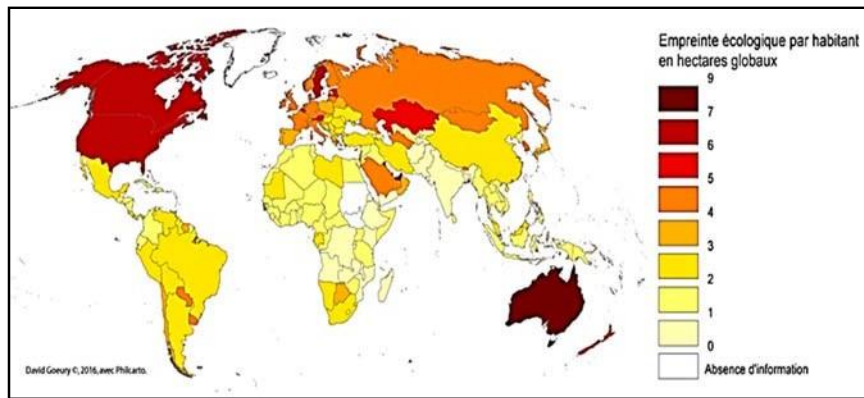 Empreinte écologique par habitant
en hectares globaux
9
7
6
5
4
3
2
1
0
Absence d'information
David Goeury ©, 2016, avec Philcarto.